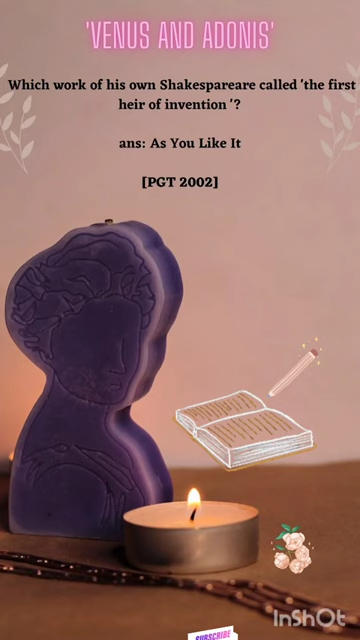 'VENUS AND ADONIS'
Which work of his own Shakespareare called 'the first
heir of invention '?
ans: As You Like It
[PGT 2002]
SUBSCRIBE
InShOt